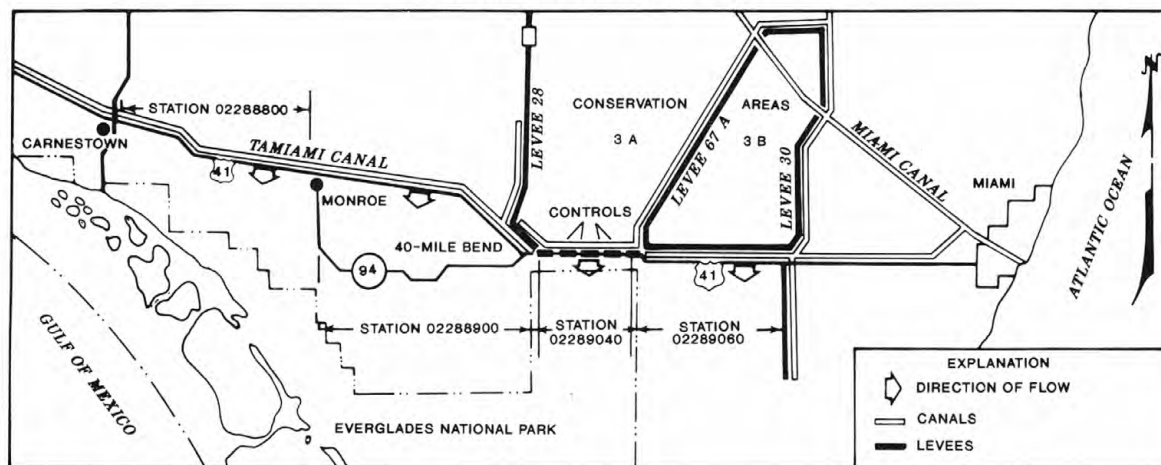 STATION 02288800
CARNESTOWN
41
TAMIAMI CANAL
MONROE
40-MILE BEND
94
LEVEE 28
CONSERVATION AREAS
3 A
3 B
LEVEE 67 A
LEVEE 30
CONTROLS
MIAMI CANAL
MIAMI
ATLANTIC OCEAN
N
41
STATION 02288900
STATION
02289040
STATION
02289060
GULF OF MEXICO
EVERGLADES NATIONAL PARK
EXPLANATION
DIRECTION OF FLOW
CANALS
LEVEES